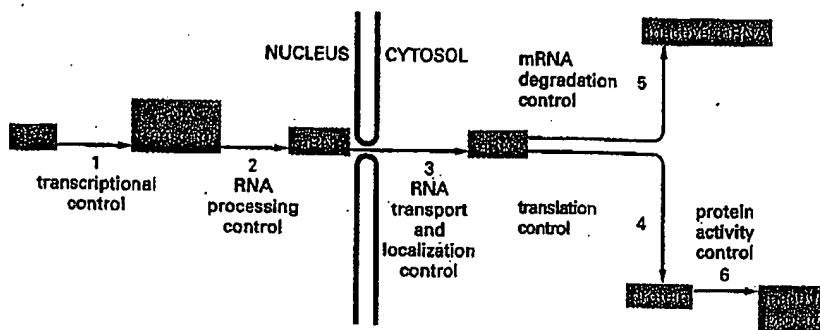 NUCLEUS
CYTOSOL
mRNA
degradation
control
5
1
transcriptional
control
2
RNA
processing
control
3
RNA
transport
and
localization
control
translation
control
4
protein
activity
control
6